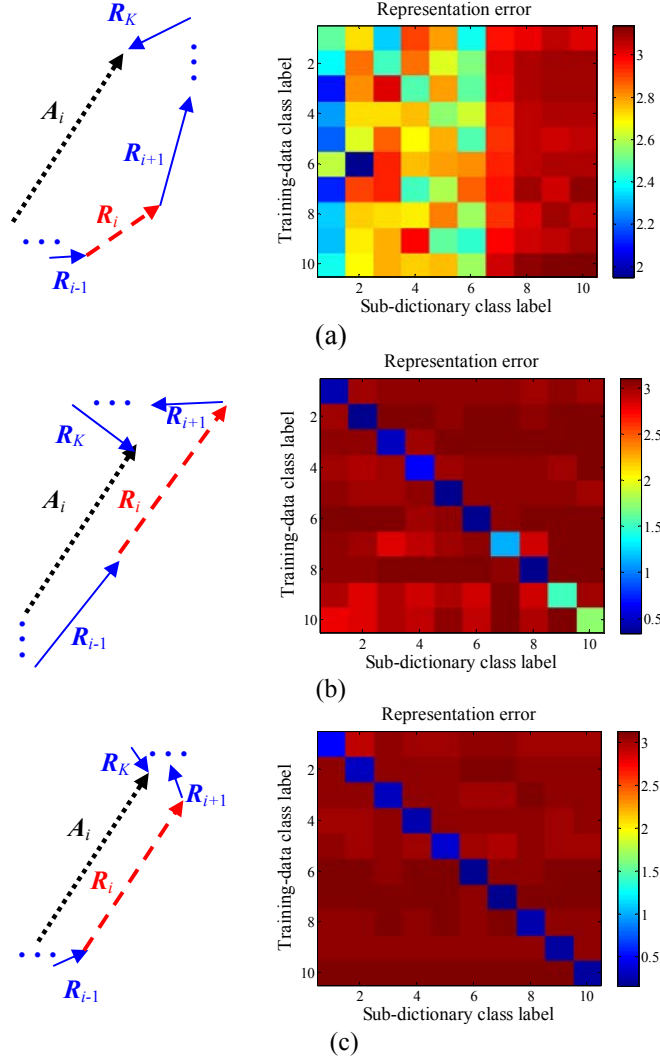 R_K
A_i
R_{i+1}
R_i
R_{i-1}
Representation error
Training-data class label
2
4
6
8
10
2 4 6 8 10
Sub-dictionary class label
3
2.8
2.6
2.4
2.2
2
(a)
R_K
R_{i+1}
A_i
R_i
R_{i-1}
Representation error
Training-data class label
2
4
6
8
10
2 4 6 8 10
Sub-dictionary class label
3
2.5
2
1.5
1
0.5
(b)
R_K
R_{i+1}
A_i
R_i
R_{i-1}
Representation error
Training-data class label
2
4
6
8
10
2 4 6 8 10
Sub-dictionary class label
3
2.5
2
1.5
1
0.5
(c)